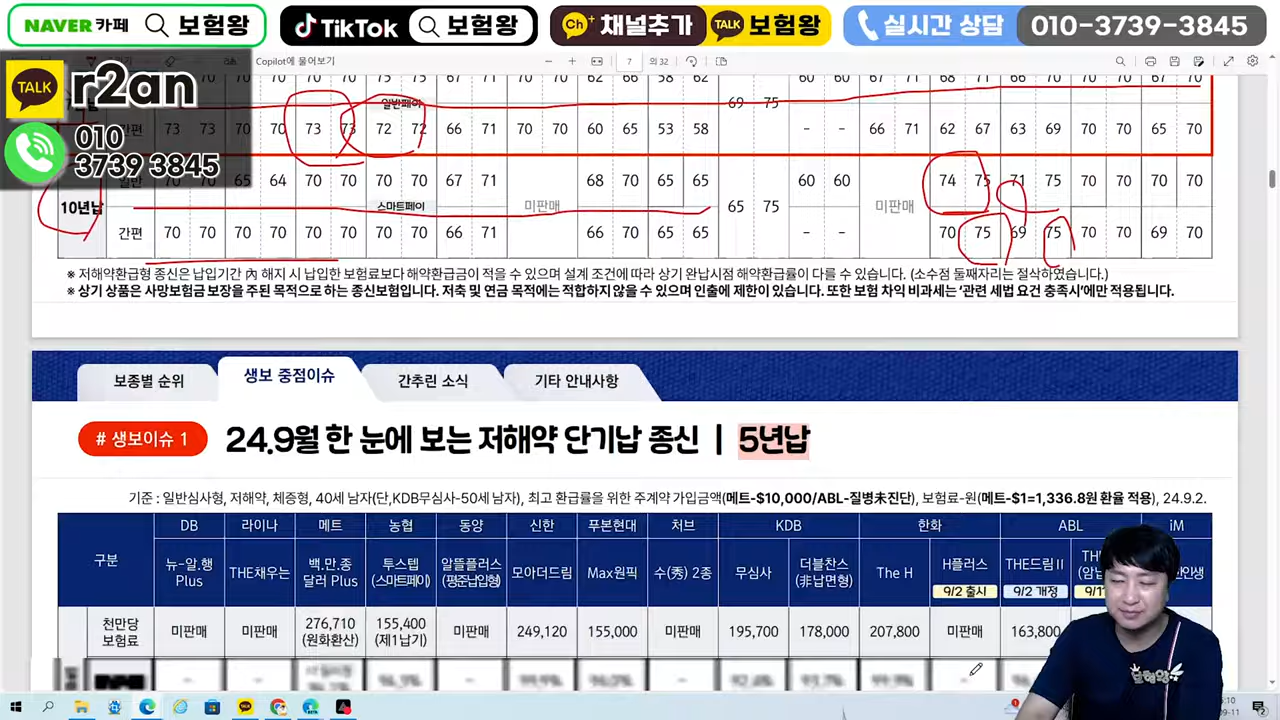 NAVER 카페 보험왕 TikTok 보험왕 Ch+ 채널추가 TALK 보험왕 실시간 상담 010-3739-3845
Copilot에 물어보기 7 의 32
TALK r2an
010
3739 3845
일반페이 69 75
간편 73 73 70 70 73 73 72 72 66 71 70 70 60 65 53 58 - - 66 71 62 67 63 69 70 70 65 70
일반 70 70 65 64 70 70 70 70 67 71 68 70 65 65 60 60 74 75 71 75 70 70 70 70
10년납 스마트페이 미판매 65 75 미판매
간편 70 70 70 70 70 70 70 70 66 71 66 70 65 65 - - 70 75 69 75 70 70 69 70
※ 저해약환급형 종신은 납입기간 內 해지 시 납입한 보험료보다 해약환급금이 적을 수 있으며 설계 조건에 따라 상기 완납시점 해약환급률이 다를 수 있습니다. (소수점 둘째자리는 절삭하였습니다.)
※ 상기 상품은 사망보험금 보장을 주된 목적으로 하는 종신보험입니다. 저축 및 연금 목적에는 적합하지 않을 수 있으며 인출에 제한이 있습니다. 또한 보험 차익 비과세는 '관련 세법 요건 충족시'에만 적용됩니다.
보종별 순위 생보 중점이슈 간추린 소식 기타 안내사항
# 생보이슈 1 24.9월 한 눈에 보는 저해약 단기납 종신 | 5년납
기준 : 일반심사형, 저해약, 체증형, 40세 남자(단,KDB무심사-50세 남자), 최고 환급률을 위한 주계약 가입금액(메트-$10,000/ABL-질병未진단), 보험료-원(메트-$1=1,336.8원 환율 적용), 24.9.2.
구분 DB 라이나 메트 농협 동양 신한 푸본현대 처브 KDB 한화 ABL iM
뉴-알.행 Plus THE채우는 백.만.종 달러 Plus 투스텝 (스마트페이) 알뜰플러스 (평준납입형) 모아더드림 Max원픽 수(秀) 2종 무심사 더블찬스 (非납면형) The H H플러스 9/2 출시 THE드림Ⅱ 9/2 개정
천만당 보험료 미판매 미판매 276,710 (원화환산) 155,400 (제1납기) 미판매 249,120 155,000 미판매 195,700 178,000 207,800 미판매 163,800